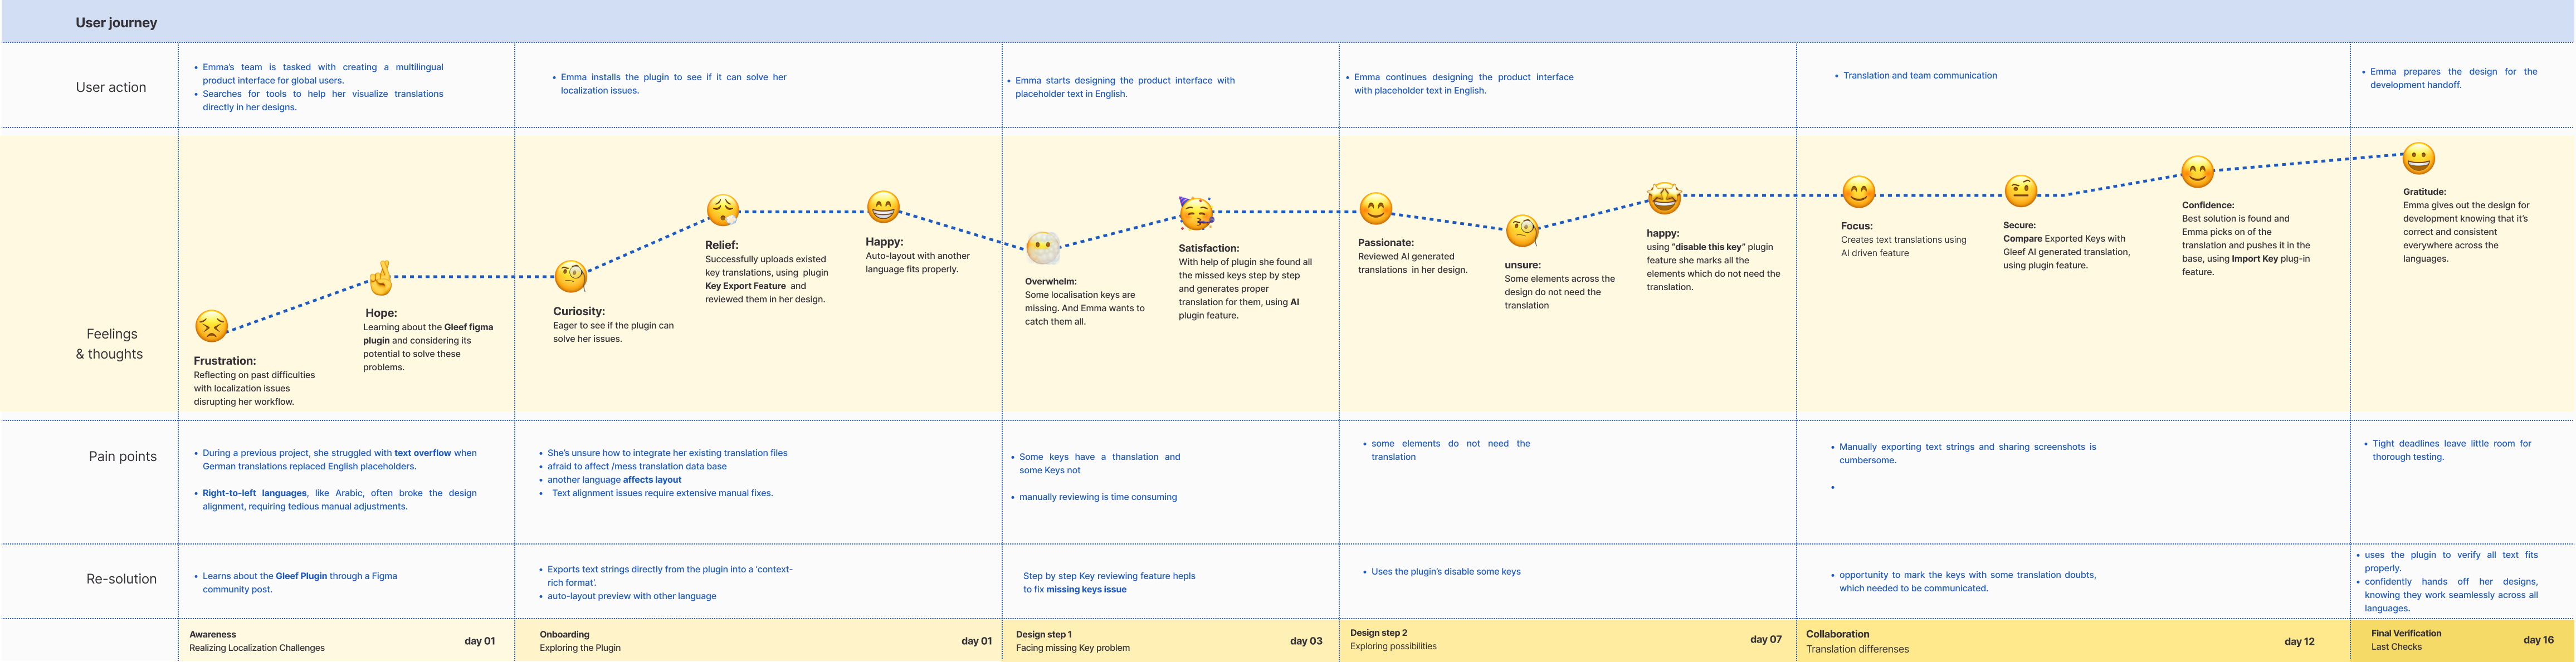 User journey
User action
• Emma's team is tasked with creating a multilingual
product interface for global users.
• Searches for tools to help her visualize translations
directly in her designs.
• Emma installs the plugin to see if it can solve her
localization issues.
• Emma starts designing the product interface with
placeholder text in English.
• Emma continues designing the product interface
with placeholder text in English.
• Translation and team communication
• Emma prepares the design for the
development handoff.
Feelings
& thoughts
Frustration:
Reflecting on past difficulties
with localization issues
disrupting her workflow.
Hope:
Learning about the Gleef figma
plugin and considering its
potential to solve these
problems.
Curiosity:
Eager to see if the plugin can
solve her issues.
Relief:
Successfully uploads existed
key translations, using plugin
Key Export Feature and
reviewed them in her design.
Happy:
Auto-layout with another
language fits properly.
Overwhelm:
Some localisation keys are
missing. And Emma wants to
catch them all.
Satisfaction:
With help of plugin she found all
the missed keys step by step
and generates proper
translation for them, using AI
plugin feature.
Passionate:
Reviewed AI generated
translations in her design.
unsure:
Some elements across the
design do not need the
translation
happy:
using "disable this key" plugin
feature she marks all the
elements which do not need the
translation.
Focus:
Creates text translations using
AI driven feature
Secure:
Compare Exported Keys with
Gleef AI generated translation,
using plugin feature.
Confidence:
Best solution is found and
Emma picks on of the
translation and pushes it in the
base, using Import Key plug-in
feature.
Gratitude:
Emma gives out the design for
development knowing that it's
correct and consistent
everywhere across the
languages.
Pain points
• During a previous project, she struggled with text overflow when
German translations replaced English placeholders.
• Right-to-left languages, like Arabic, often broke the design
alignment, requiring tedious manual adjustments.
• She's unsure how to integrate her existing translation files
• afraid to affect /mess translation data base
• another language affects layout
• Text alignment issues require extensive manual fixes.
• Some keys have a thanslation and
some Keys not
• manually reviewing is time consuming
• some elements do not need the
translation
• Manually exporting text strings and sharing screenshots is
cumbersome.
•
• Tight deadlines leave little room for
thorough testing.
Re-solution
• Learns about the Gleef Plugin through a Figma
community post.
• Exports text strings directly from the plugin into a 'context-
rich format'.
• auto-layout preview with other language
Step by step Key reviewing feature hepls
to fix missing keys issue
• Uses the plugin's disable some keys
• opportunity to mark the keys with some translation doubts,
which needed to be communicated.
• uses the plugin to verify all text fits
properly.
• confidently hands off her designs,
knowing they work seamlessly across all
languages.
Awareness
Realizing Localization Challenges
day 01
Onboarding
Exploring the Plugin
day 01
Design step 1
Facing missing Key problem
day 03
Design step 2
Exploring possibilities
day 07
Collaboration
Translation differenses
day 12
Final Verification
Last Checks
day 16